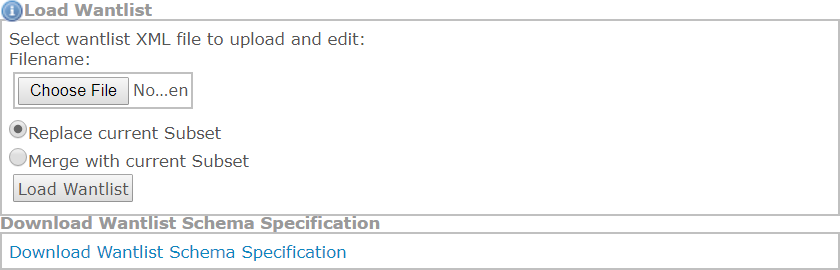 Load Wantlist
Select wantlist XML file to upload and edit:
Filename:
Choose File No...en
Replace current Subset
Merge with current Subset
Load Wantlist
Download Wantlist Schema Specification
Download Wantlist Schema Specification